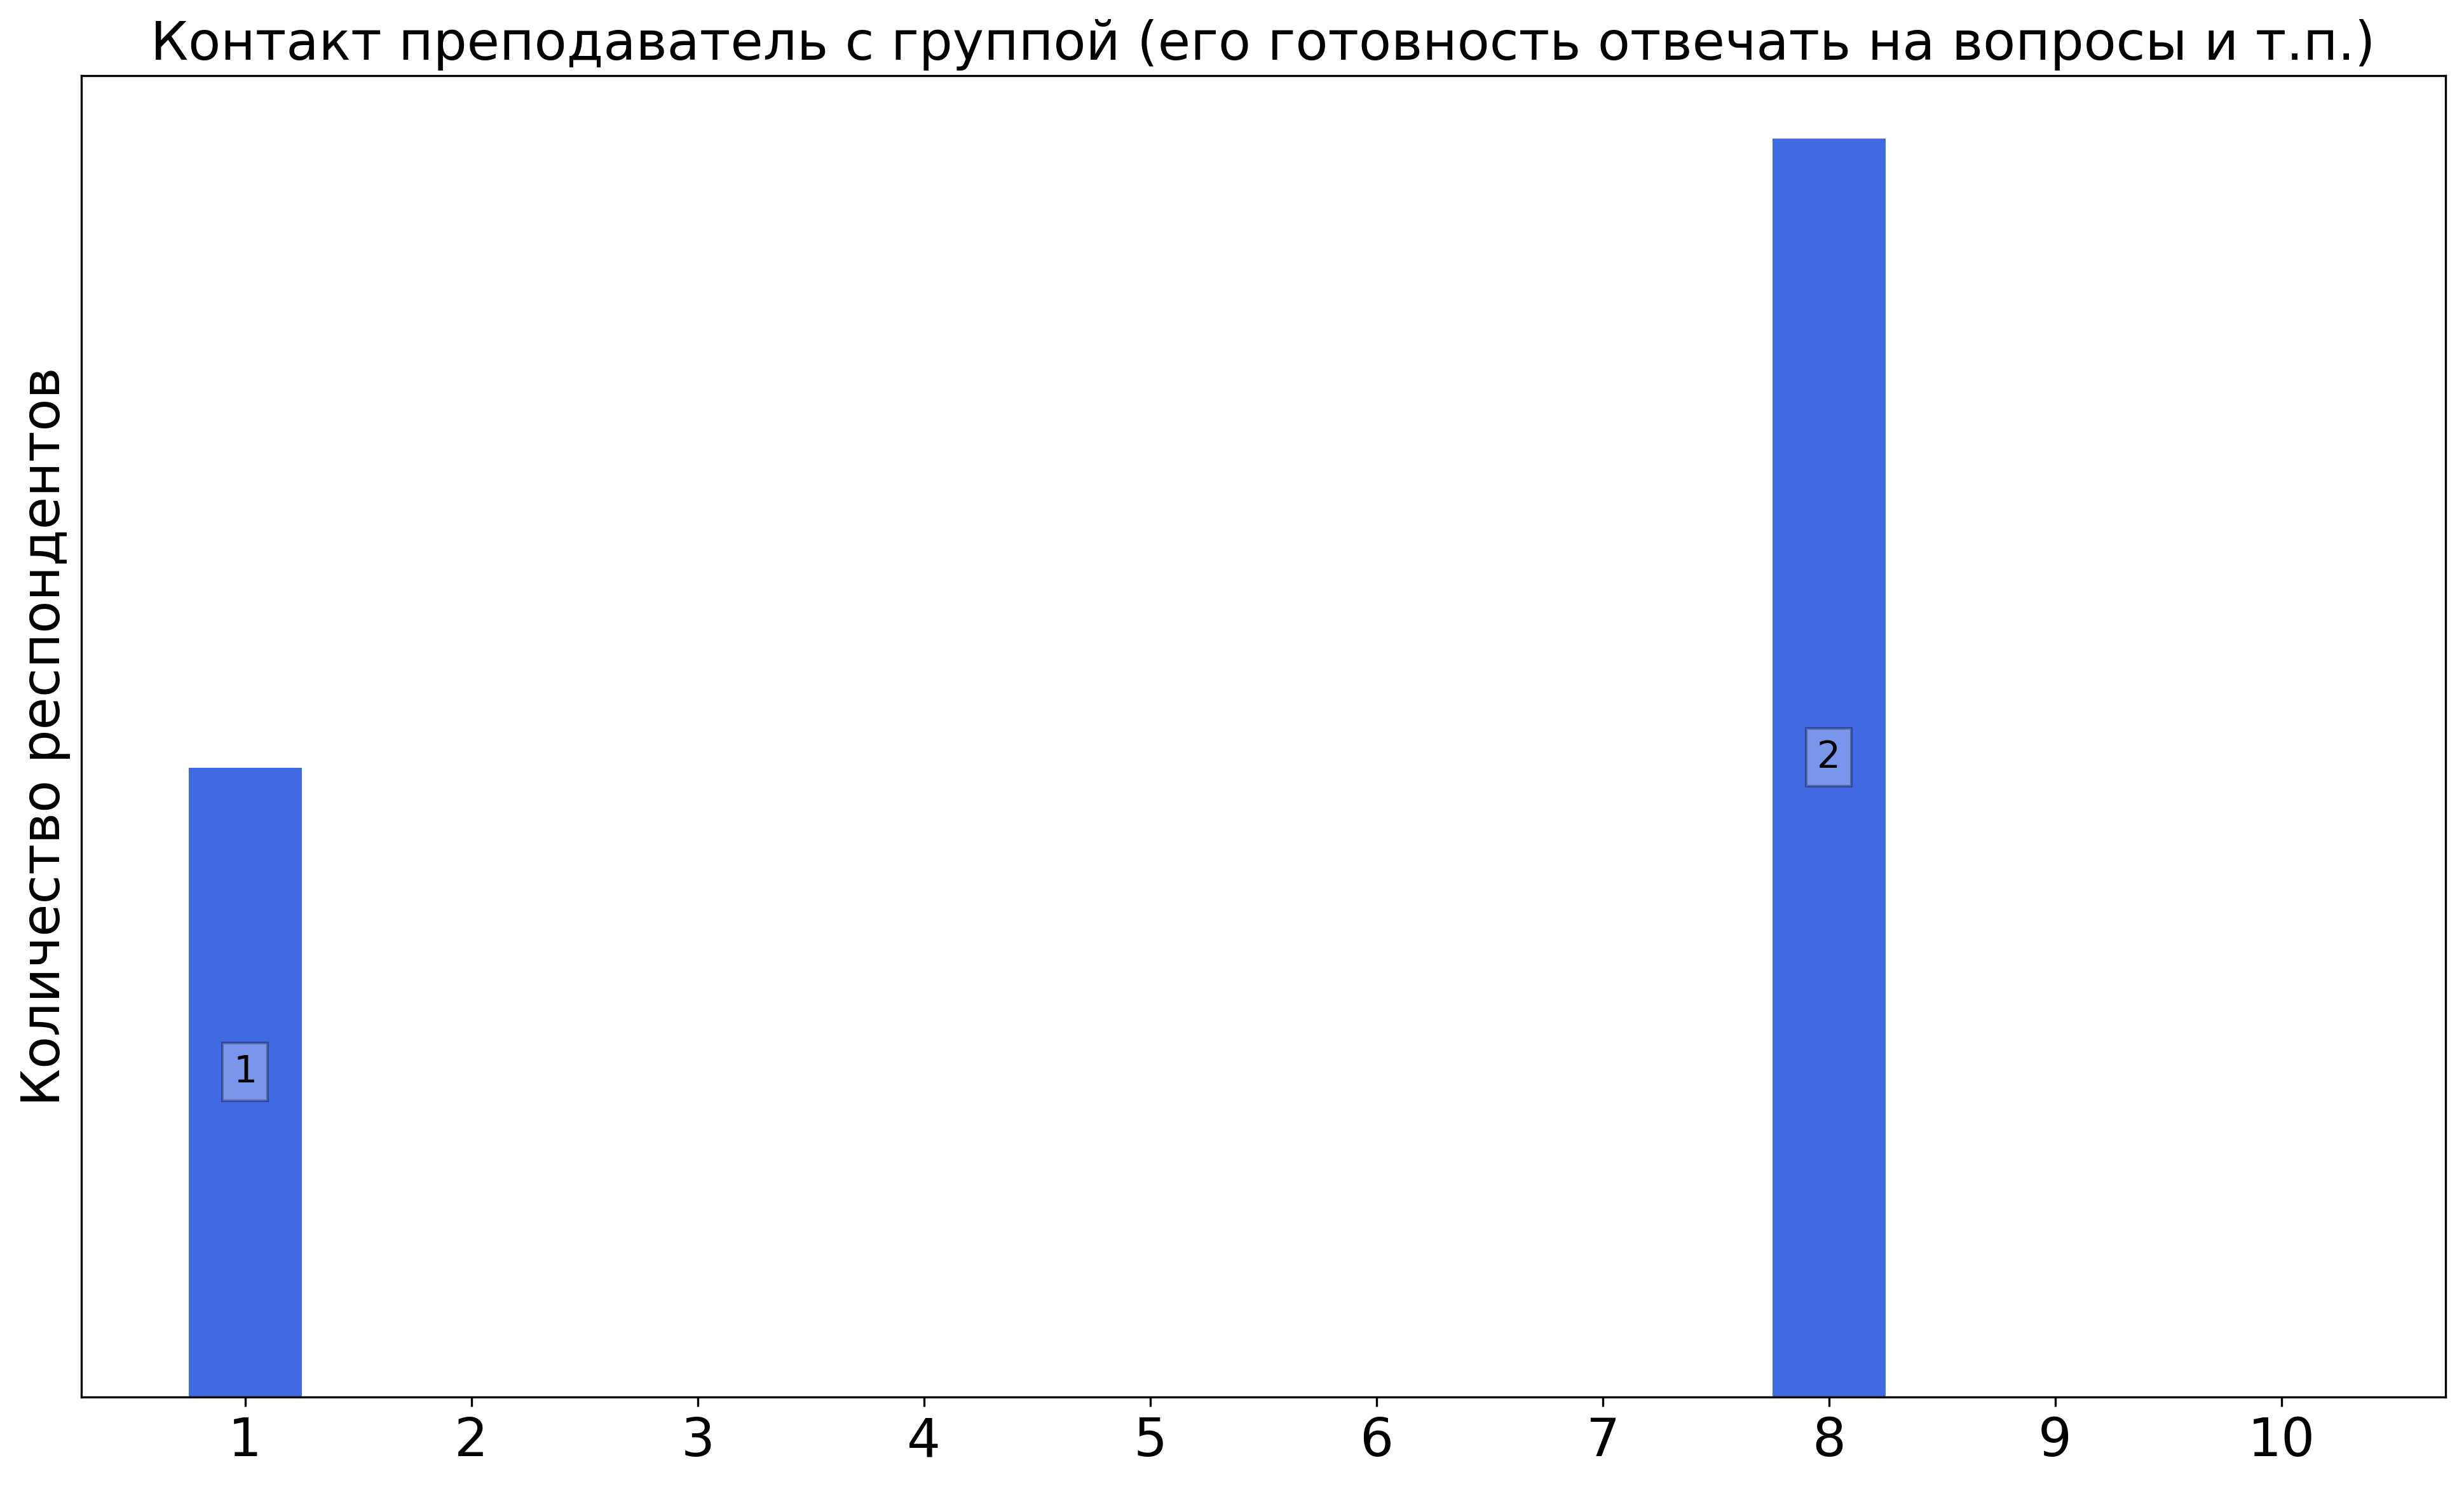 Контакт преподаватель с группой (его готовность отвечать на вопросы и т.п.)
Количество респондентов
1
2
1 2 3 4 5 6 7 8 9 10